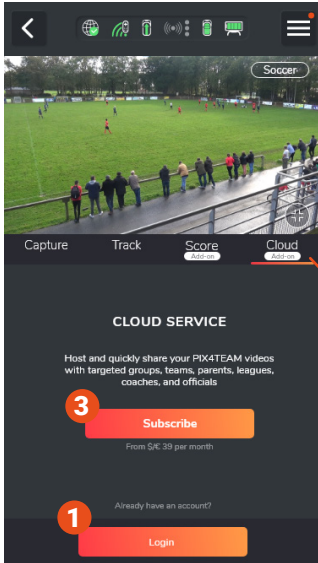 Soccer
Capture Track Score Cloud
Add-on Add-on
CLOUD SERVICE
Host and quickly share your PIX4TEAM videos
with targeted groups, teams, parents, leagues,
coaches, and officials
3
Subscribe
From $/€ 39 per month
Already have an account?
1
Login